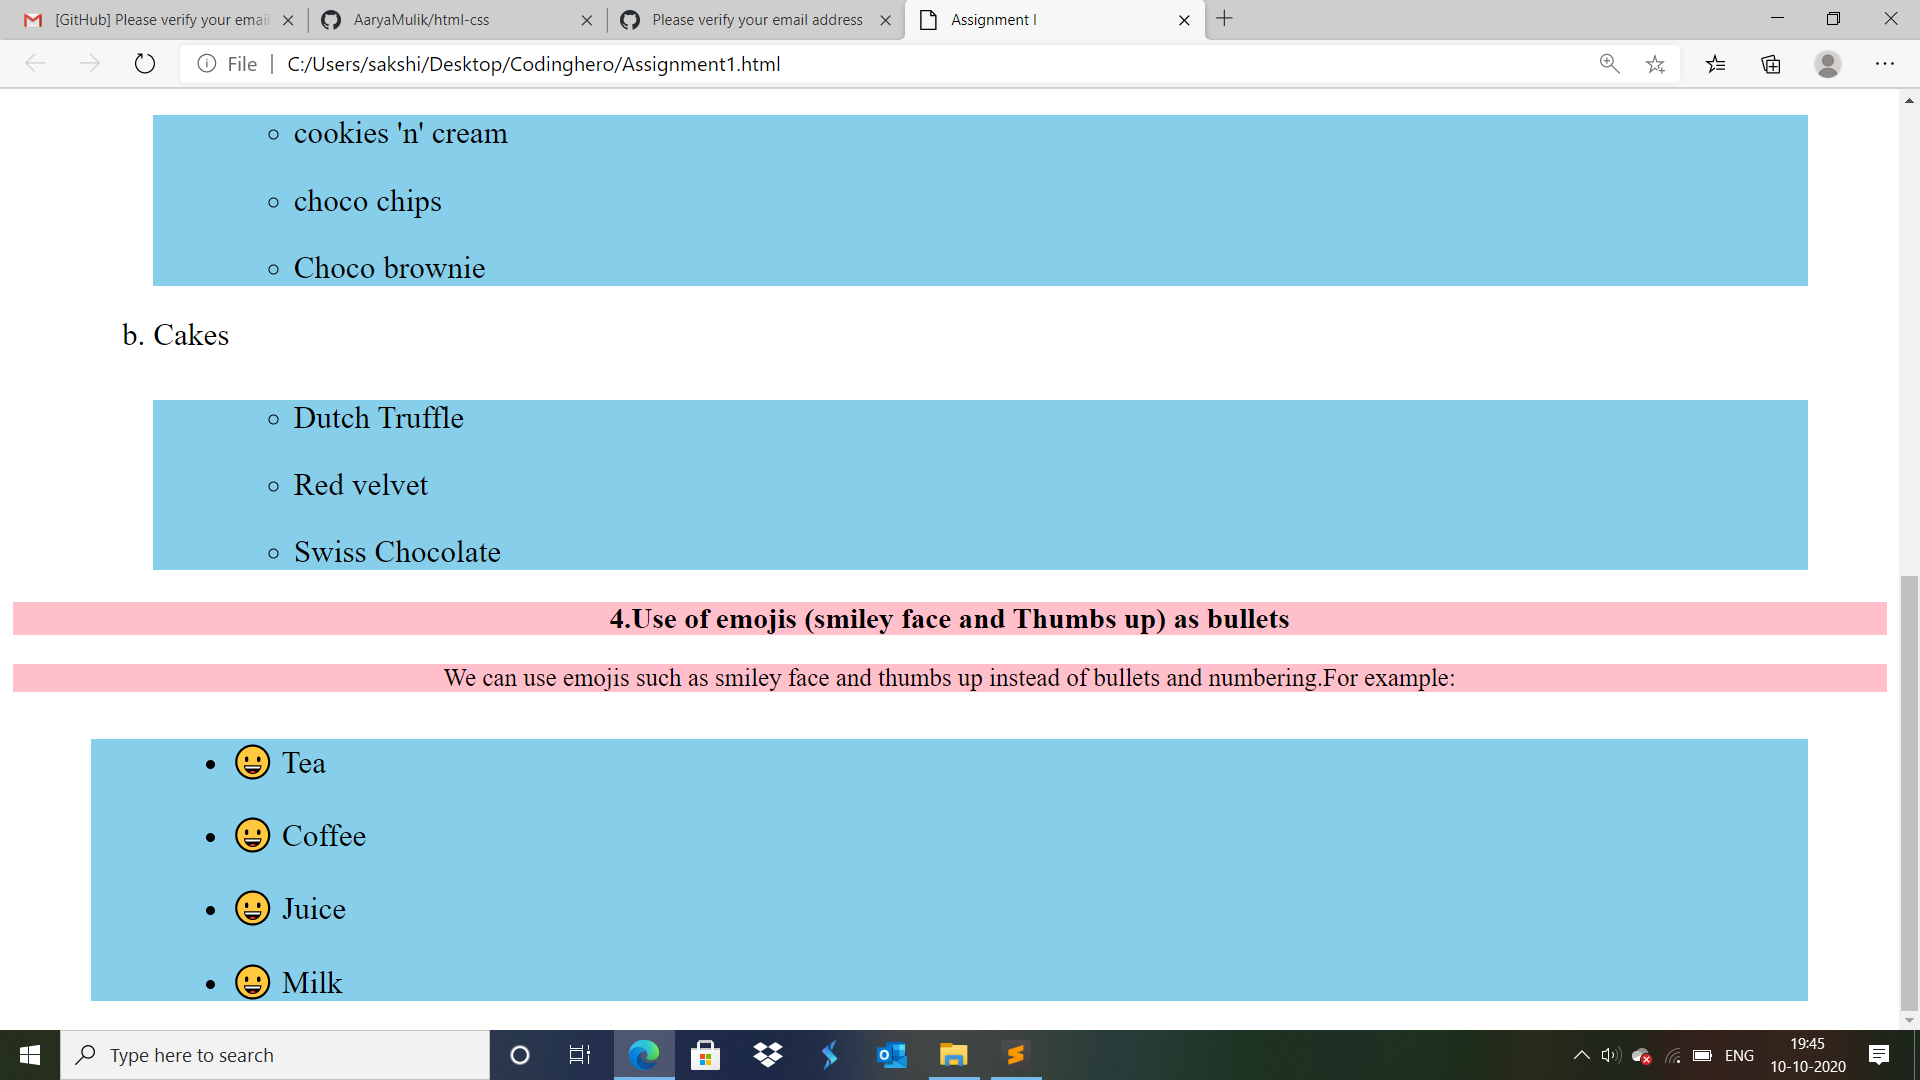 [GitHub] Please verify your email
AaryaMulik/html-css
Please verify your email address
Assignment I
File
C:/Users/sakshi/Desktop/Codinghero/Assignment1.html
cookies 'n' cream
choco chips
Choco brownie
b. Cakes
Dutch Truffle
Red velvet
Swiss Chocolate
4.Use of emojis (smiley face and Thumbs up) as bullets
We can use emojis such as smiley face and thumbs up instead of bullets and numbering.For example:
😀 Tea
😀 Coffee
😀 Juice
😀 Milk
Type here to search
ENG
19:45
10-10-2020